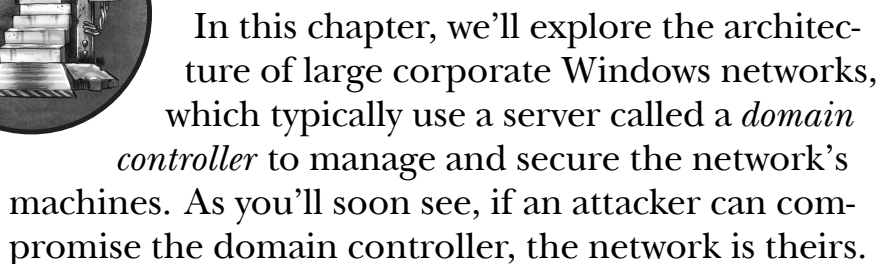 In this chapter, we’ll explore the architec-
ture of large corporate Windows networks,
which typically use a server called a domain
controller to manage and secure the network’s
machines. As you’ll soon see, if an attacker can com-
promise the domain controller, the network is theirs.